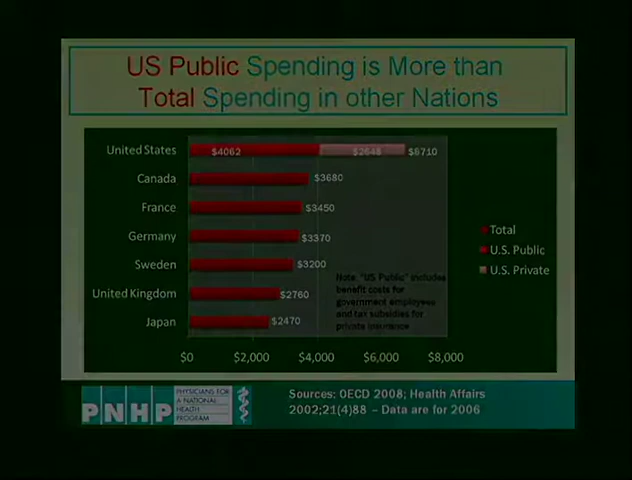 US Public Spending is More than
Total Spending in other Nations
United States $4062 $2648 $6710
Canada $3680
France $3450
Germany $3370
Sweden $3200
United Kingdom $2760
Japan $2470
$0 $2,000 $4,000 $6,000 $8,000
Total
U.S. Public
U.S. Private
Note: "US Public" includes
benefit costs for
government employees
and tax subsidies for
private insurance
PNHP
PHYSICIANS FOR
A NATIONAL
HEALTH
PROGRAM
Sources: OECD 2008; Health Affairs
2002;21(4)88 – Data are for 2006